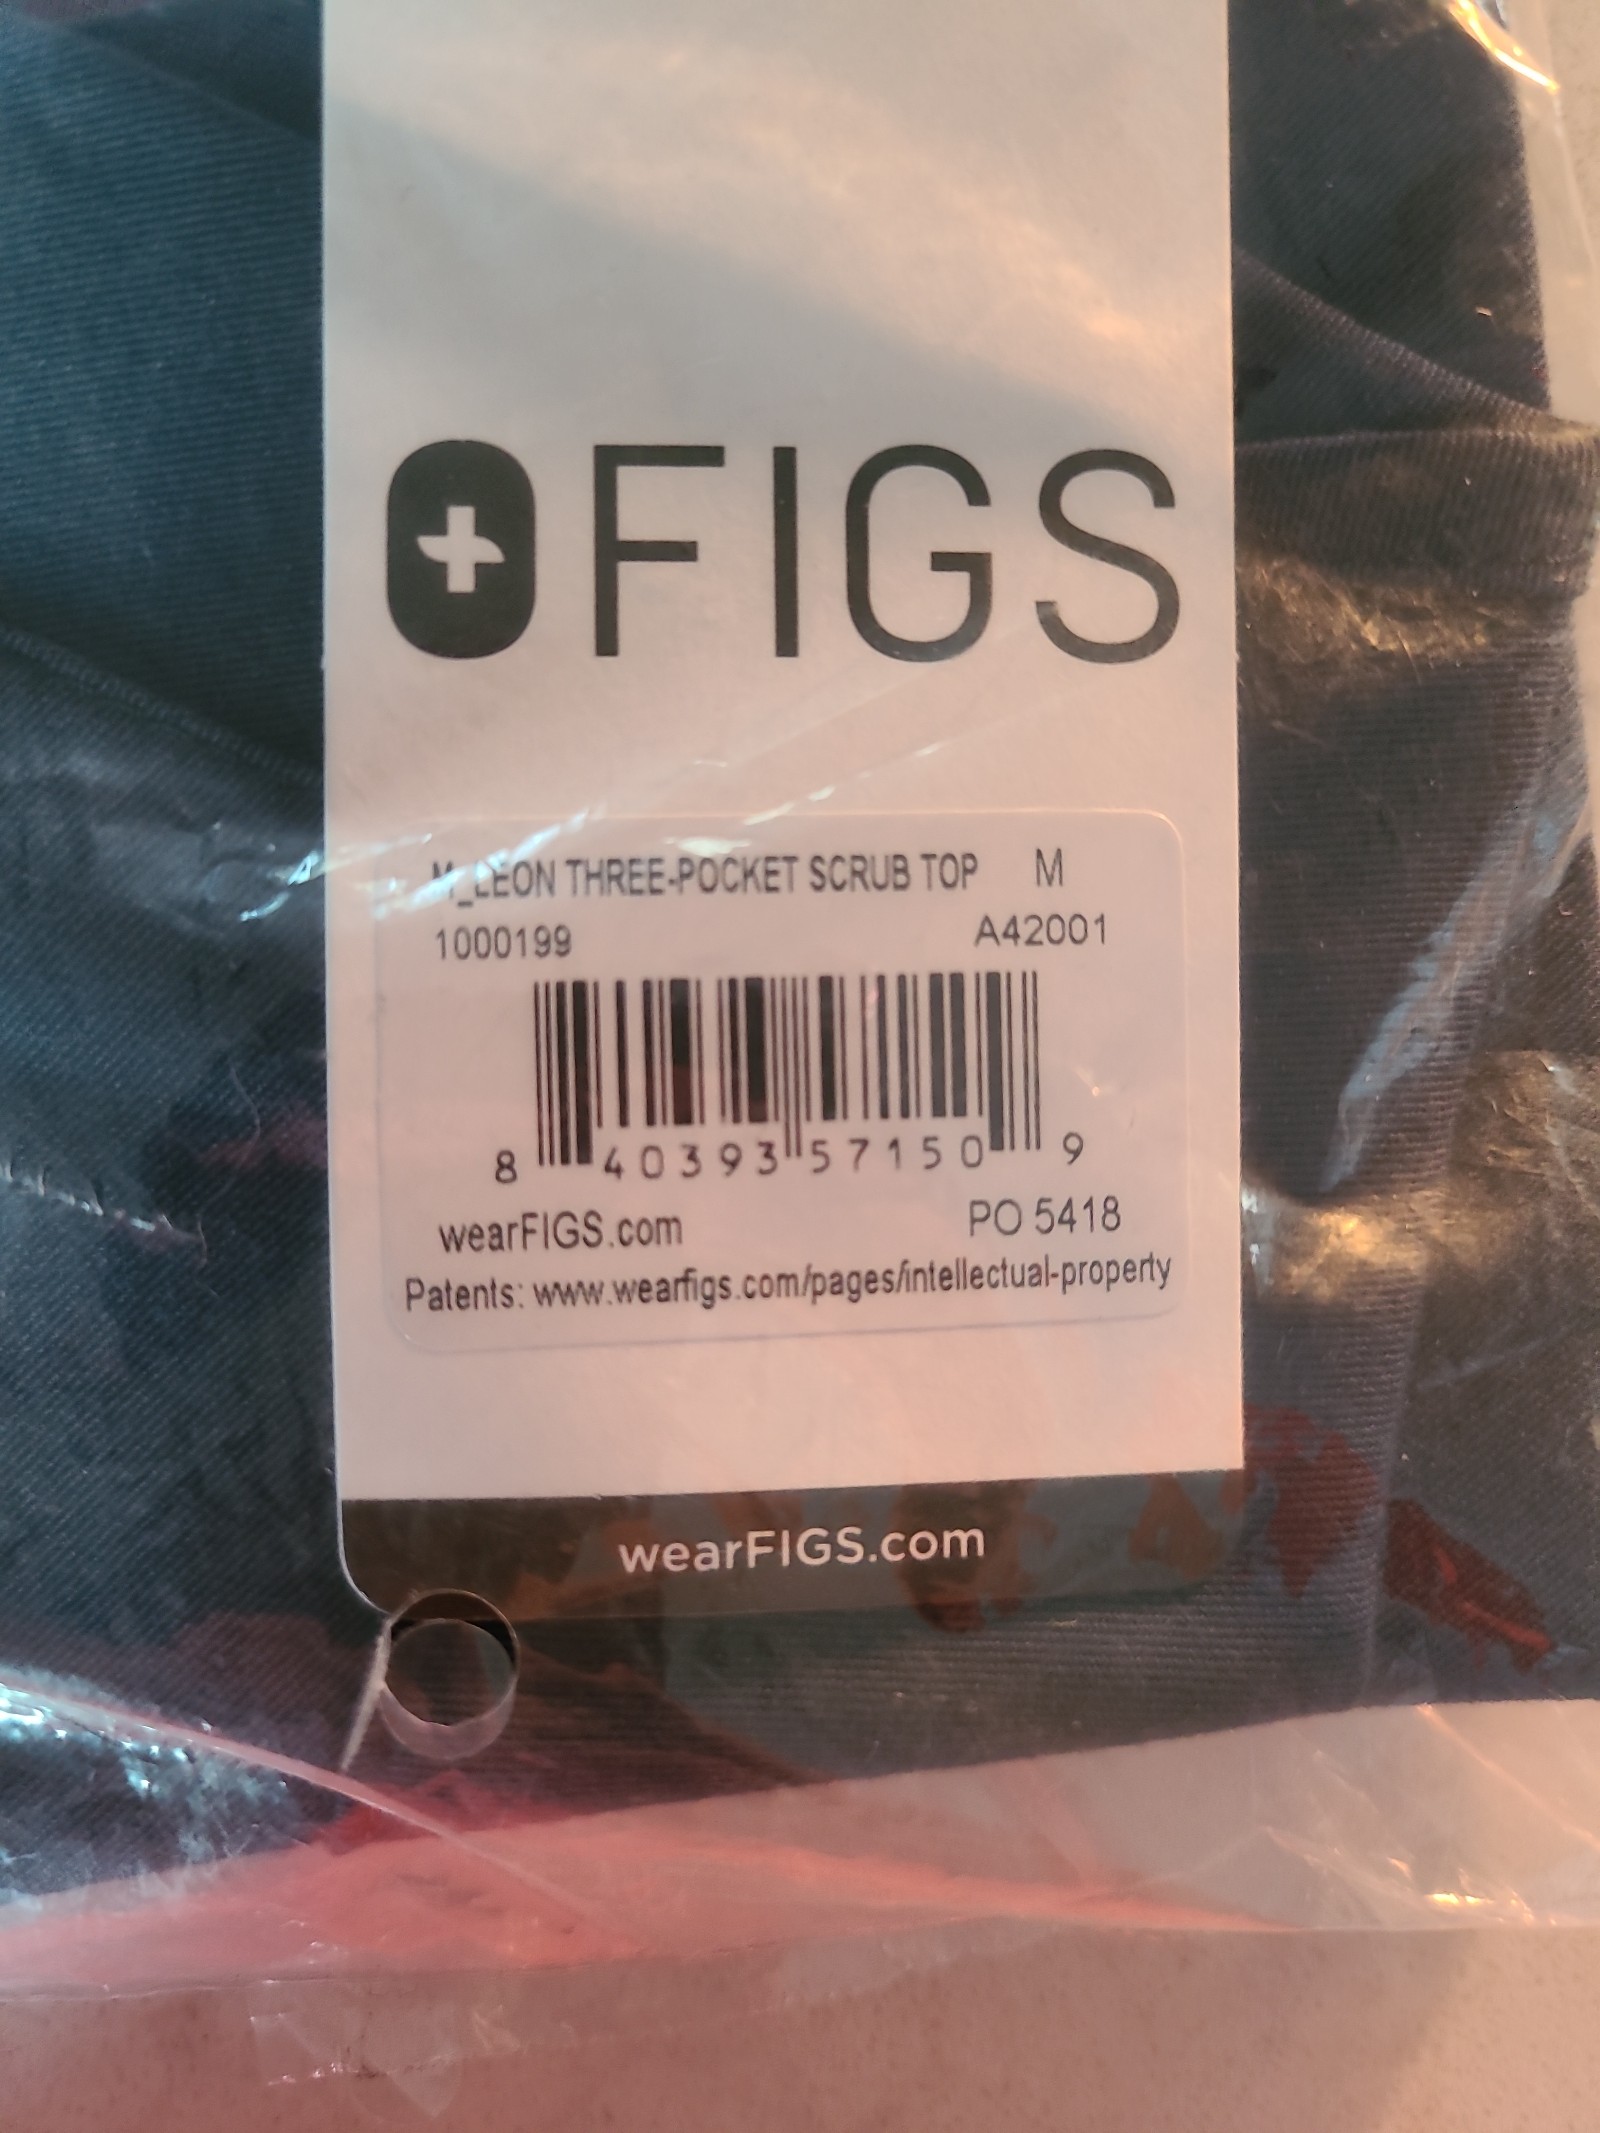 FIGS
M_LEON THREE-POCKET SCRUB TOP M
1000199 A42001
8 40393 57150 9
wearFIGS.com PO 5418
Patents: www.wearfigs.com/pages/intellectual-property
wearFIGS.com